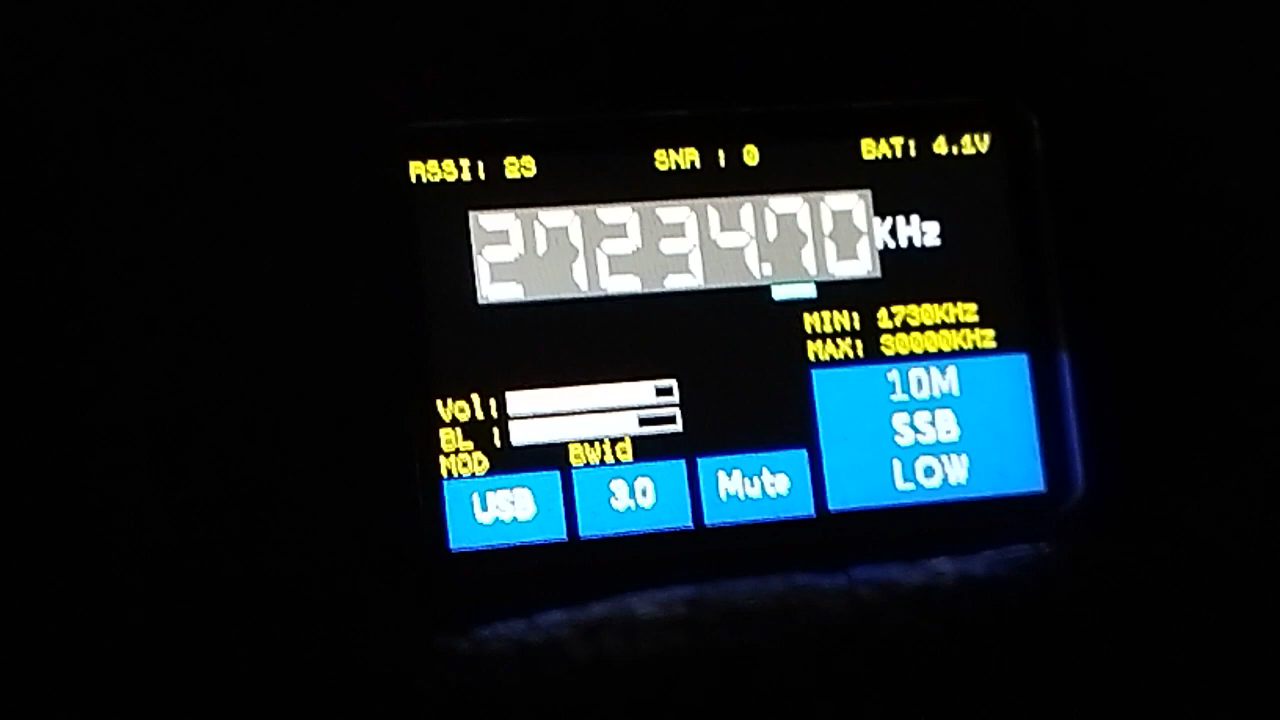 RSSI: 29 SNR : 0 BAT: 4.1V
27234.70 KHz
MIN: 1730KHz
MAX: 30000KHz
Vol:
BL :
MOD BWid
USB 3.0 Mute
10M
SSB
LOW